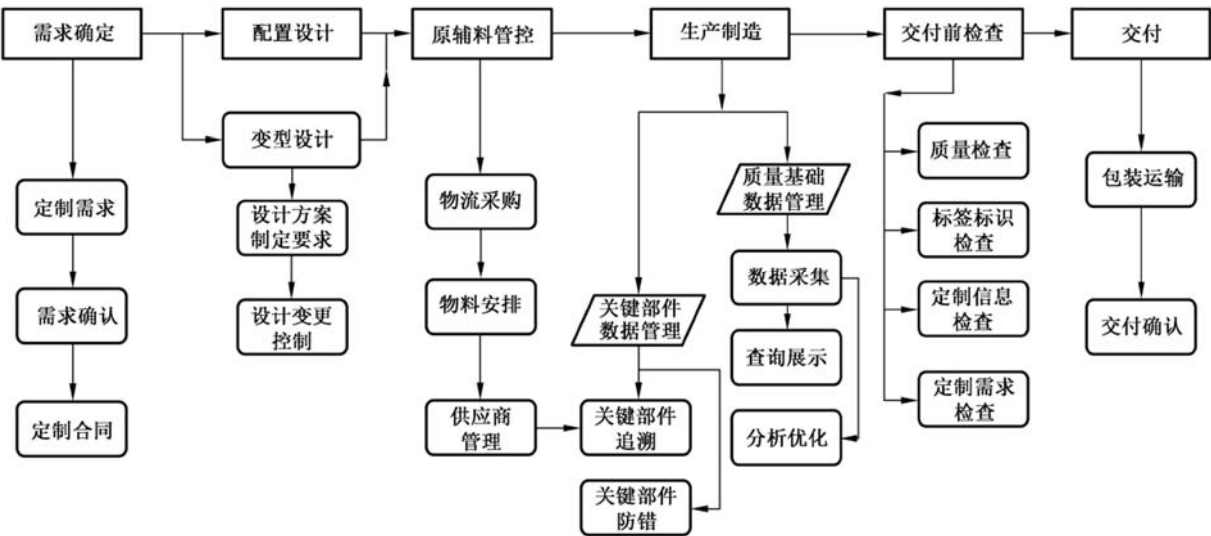 需求确定
配置设计
原辅料管控
生产制造
交付前检查
交付
变型设计
定制需求
需求确认
定制合同
设计方案
制定要求
设计变更
控制
物流采购
物料安排
供应商
管理
关键部件
数据管理
关键部件
追溯
关键部件
防错
质量基础
数据管理
数据采集
查询展示
分析优化
质量检查
标签标识
检查
定制信息
检查
定制需求
检查
包装运输
交付确认